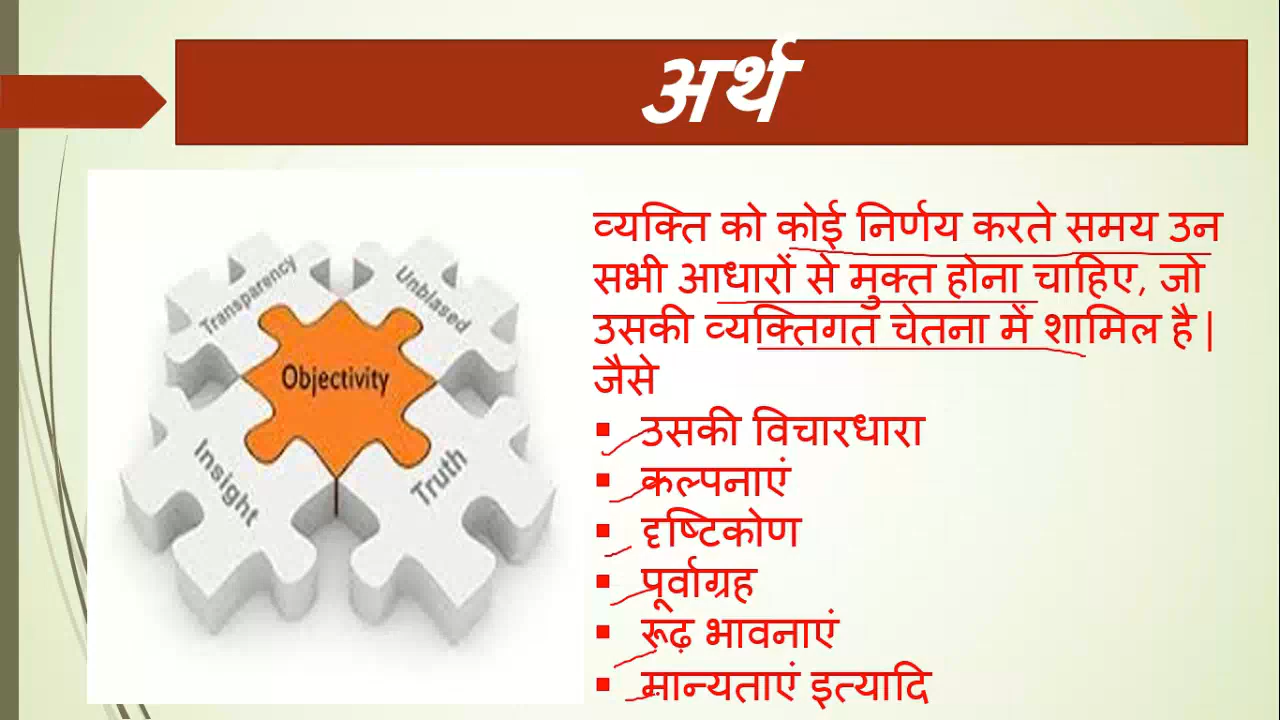 अर्थ
Transparency
Unbiased
Objectivity
Insight
Truth
व्यक्ति को कोई निर्णय करते समय उन
सभी आधारों से मुक्त होना चाहिए, जो
उसकी व्यक्तिगत चेतना में शामिल है|
जैसे
▪ उसकी विचारधारा
▪ कल्पनाएं
▪ दृष्टिकोण
▪ पूर्वाग्रह
▪ रूढ़ भावनाएं
▪ मान्यताएं इत्यादि